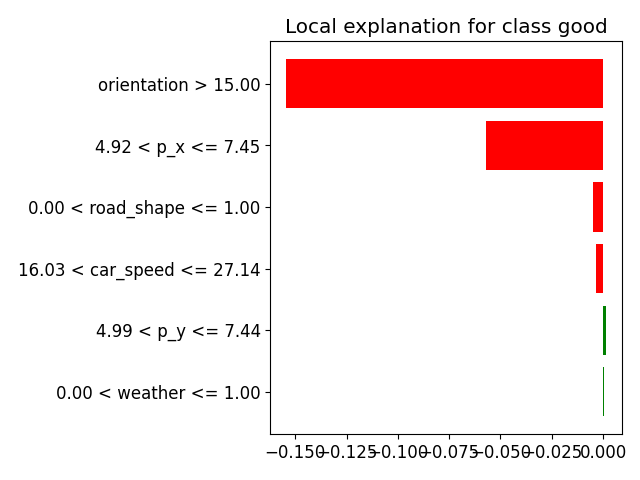 Local explanation for class good
orientation > 15.00
4.92 < p_x <= 7.45
0.00 < road_shape <= 1.00
16.03 < car_speed <= 27.14
4.99 < p_y <= 7.44
0.00 < weather <= 1.00
−0.150 −0.125 −0.100 −0.075 −0.050 −0.025 0.000